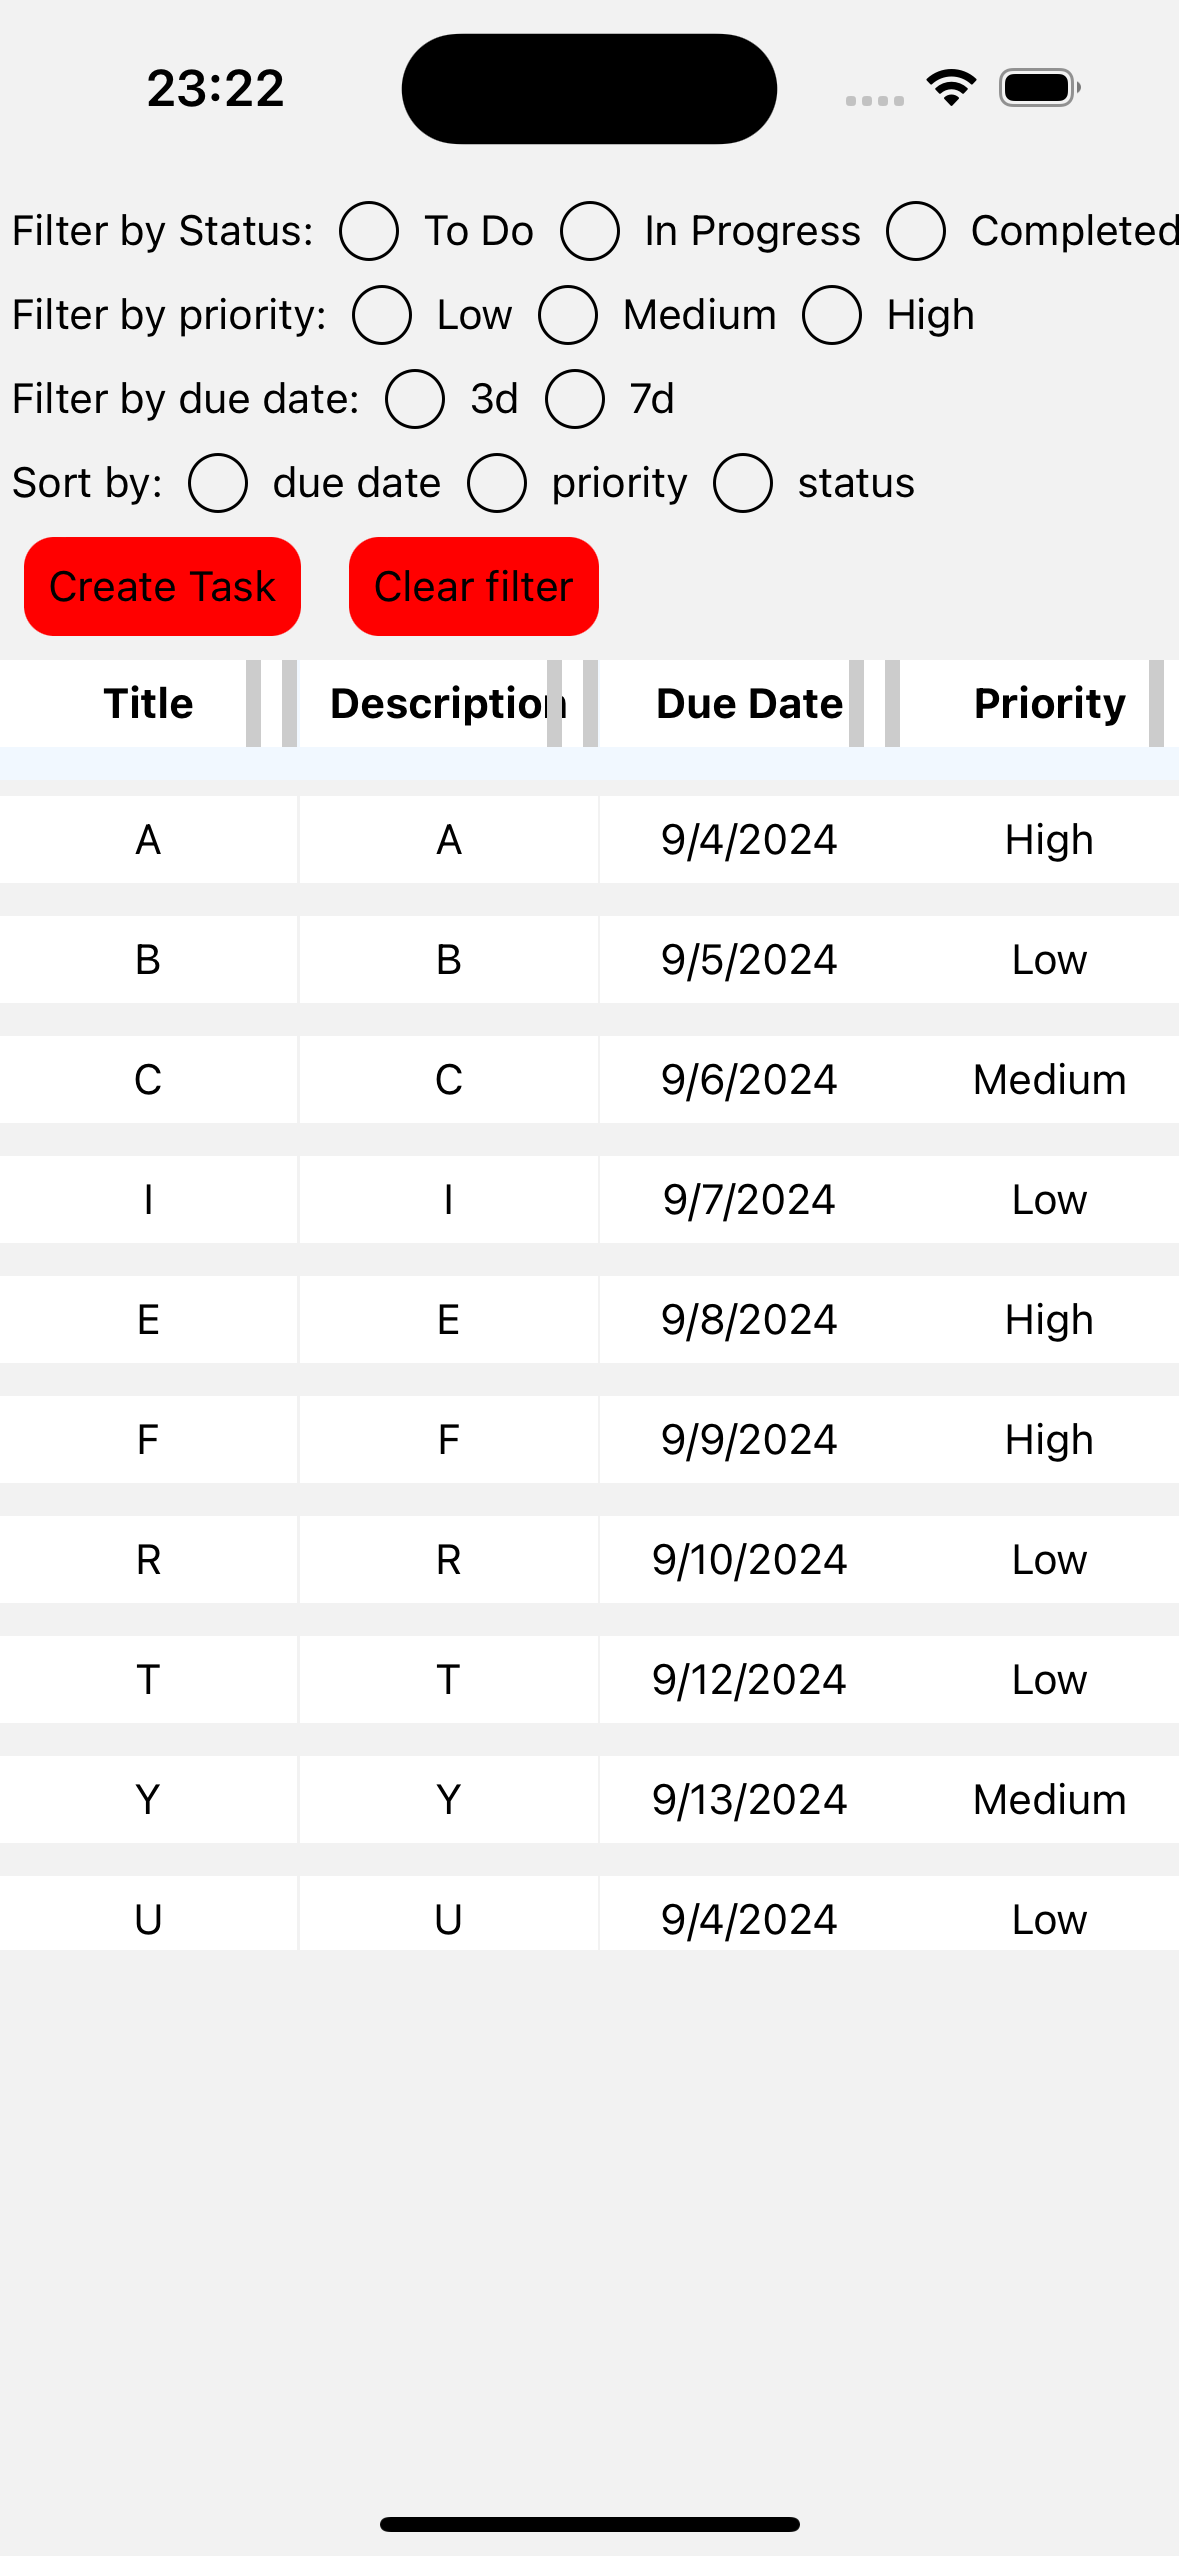 23:22
Filter by Status: To Do In Progress Completed
Filter by priority: Low Medium High
Filter by due date: 3d 7d
Sort by: due date priority status
Create Task Clear filter
Title Description Due Date Priority
A A 9/4/2024 High
B B 9/5/2024 Low
C C 9/6/2024 Medium
I I 9/7/2024 Low
E E 9/8/2024 High
F F 9/9/2024 High
R R 9/10/2024 Low
T T 9/12/2024 Low
Y Y 9/13/2024 Medium
U U 9/4/2024 Low